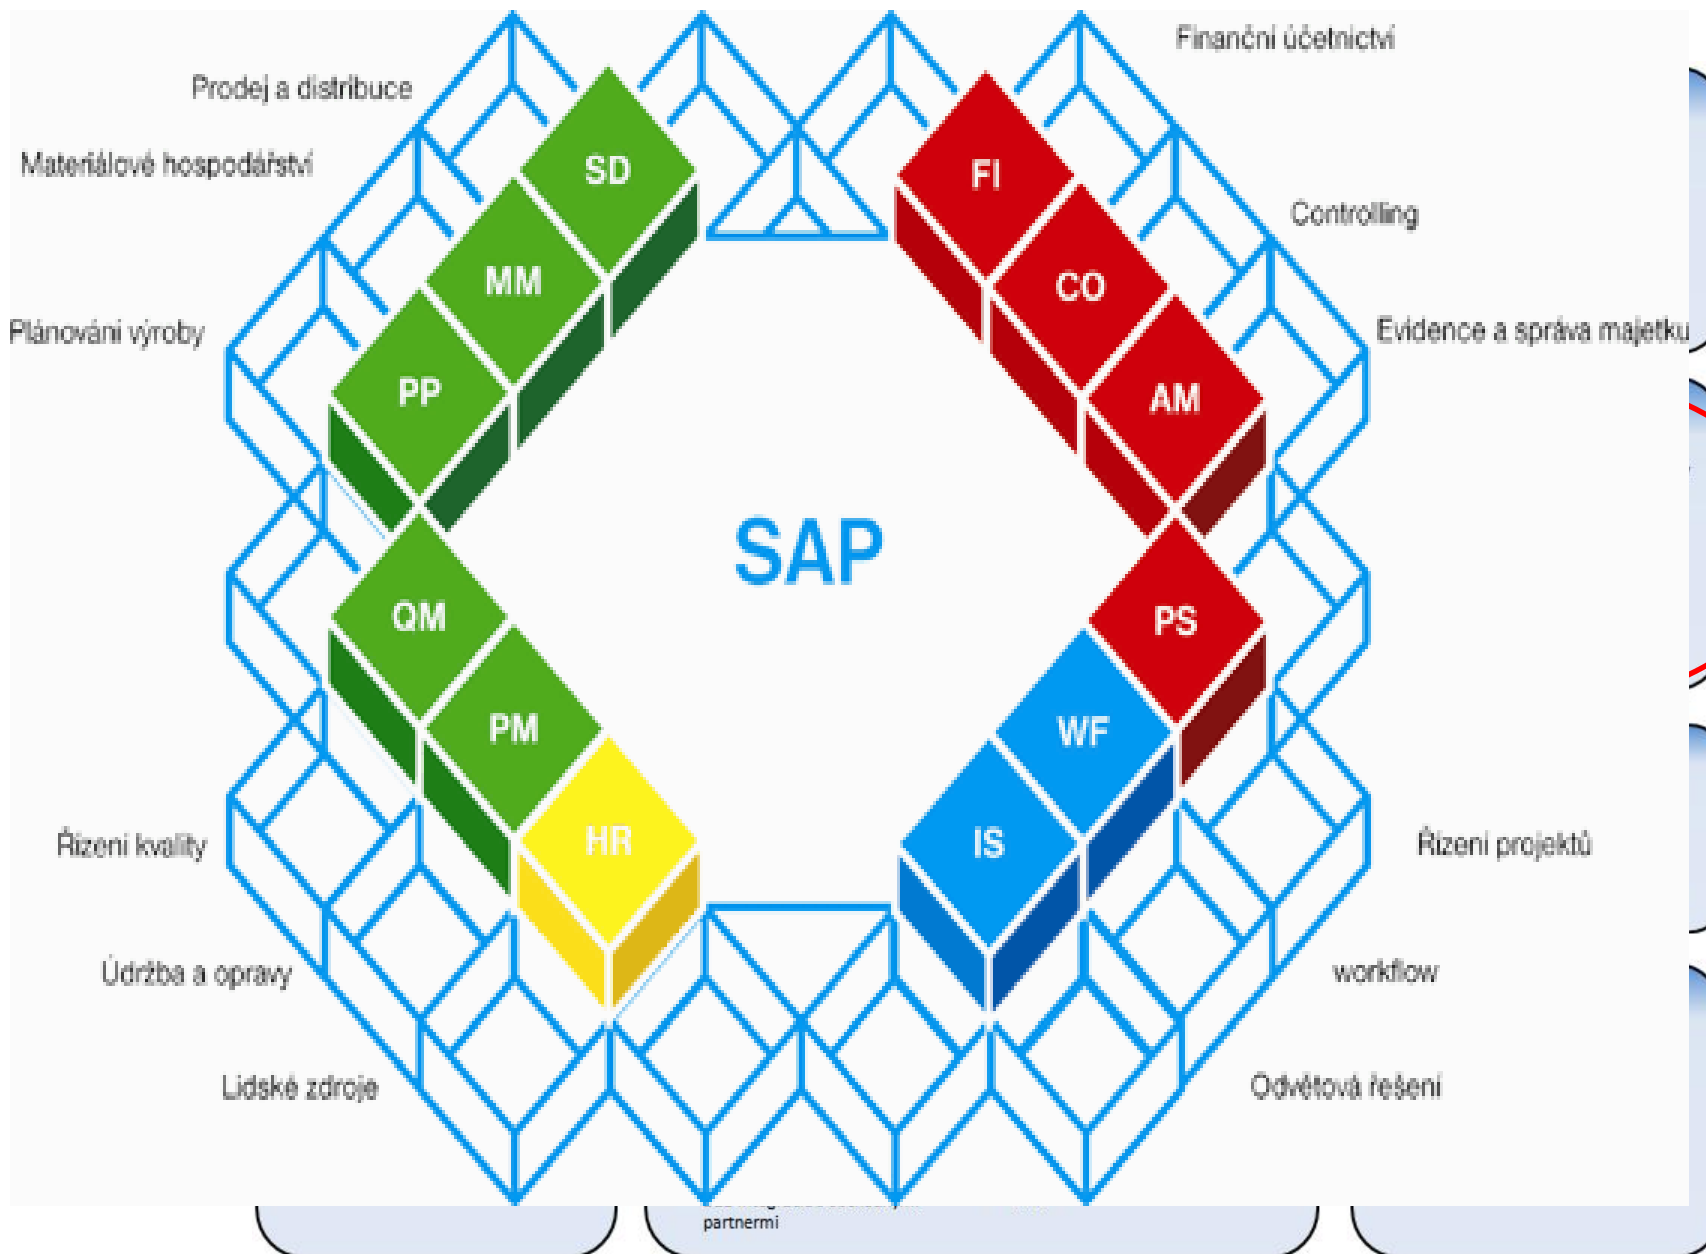 Finanční účetnictví
Prodej a distribuce
Materiálové hospodářství
SD
FI
Controlling
MM
CO
Plánování výroby
Evidence a správa majetku
PP
AM
SAP
QM
PS
PM
WF
HR
IS
Řízení kvality
Řízení projektů
Údržba a opravy
workflow
Lidské zdroje
Odvětová řešení
partnermi